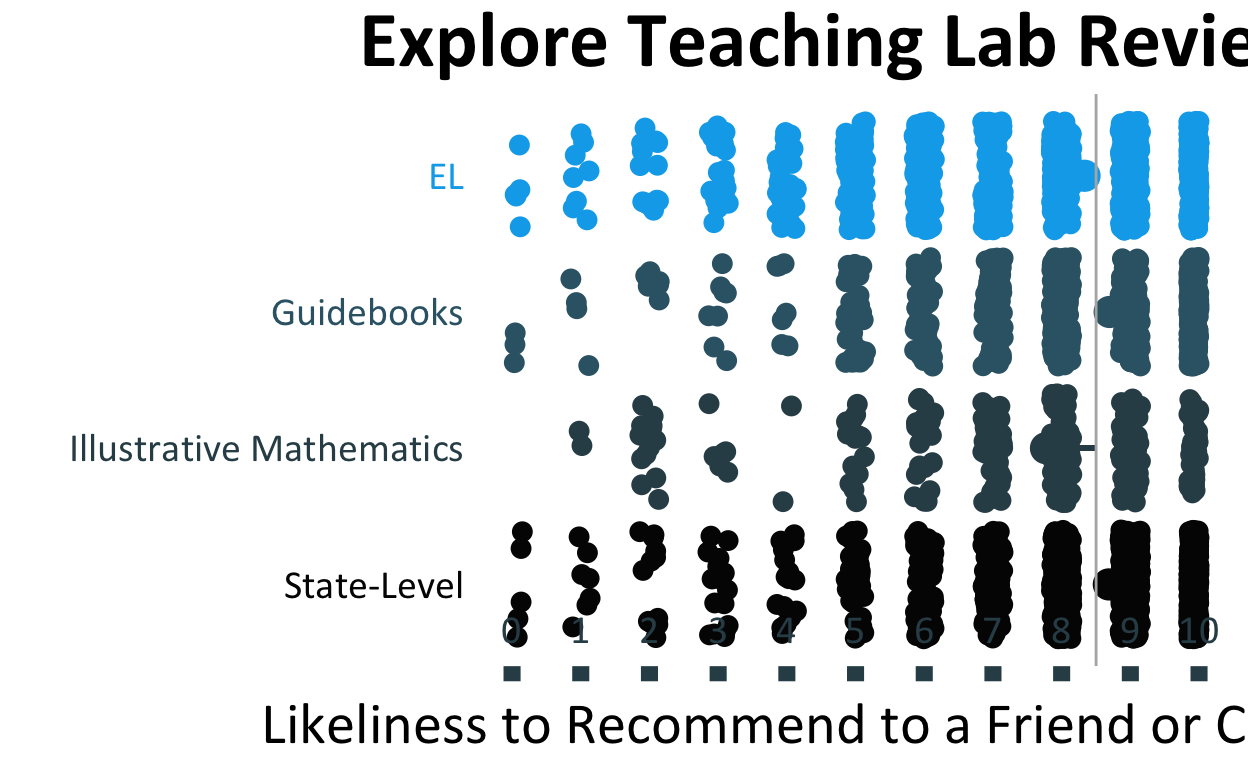 Explore Teaching Lab Revie
EL
Guidebooks
Illustrative Mathematics
State-Level
0 1 2 3 4 5 6 7 8 9 10
Likeliness to Recommend to a Friend or C